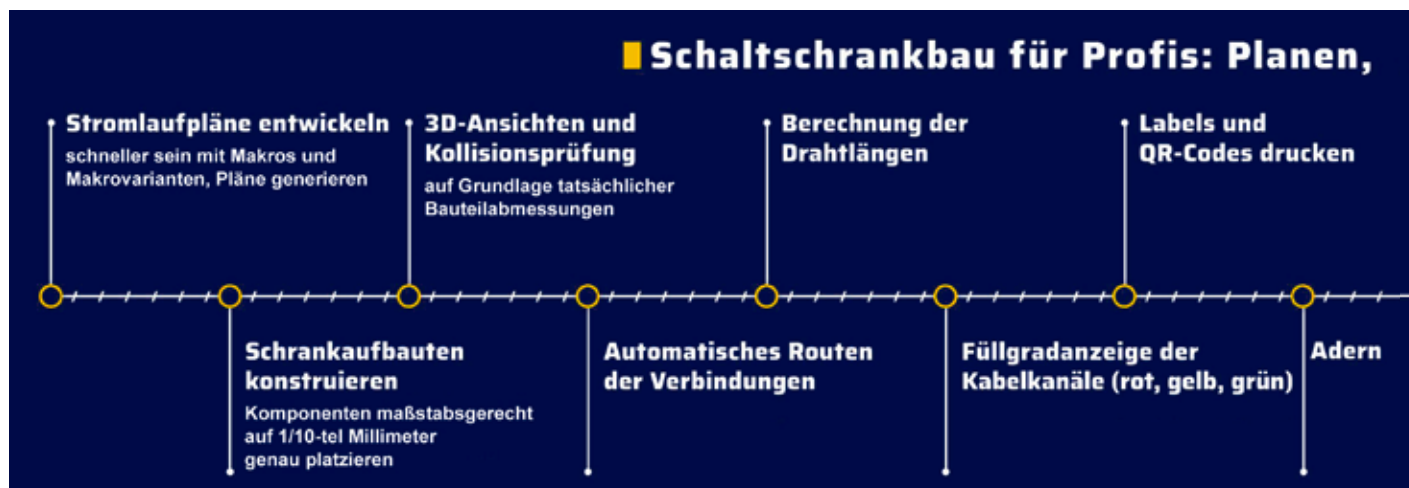 Schaltschrankbau für Profis: Planen,
Stromlaufpläne entwickeln
schneller sein mit Makros und
Makrovarianten, Pläne generieren
Schrankaufbauten
konstruieren
Komponenten maßstabsgerecht
auf 1/10-tel Millimeter
genau platzieren
3D-Ansichten und
Kollisionsprüfung
auf Grundlage tatsächlicher
Bauteilabmessungen
Automatisches Routen
der Verbindungen
Berechnung der
Drahtlängen
Füllgradanzeige der
Kabelkanäle (rot, gelb, grün)
Labels und
QR-Codes drucken
Adern